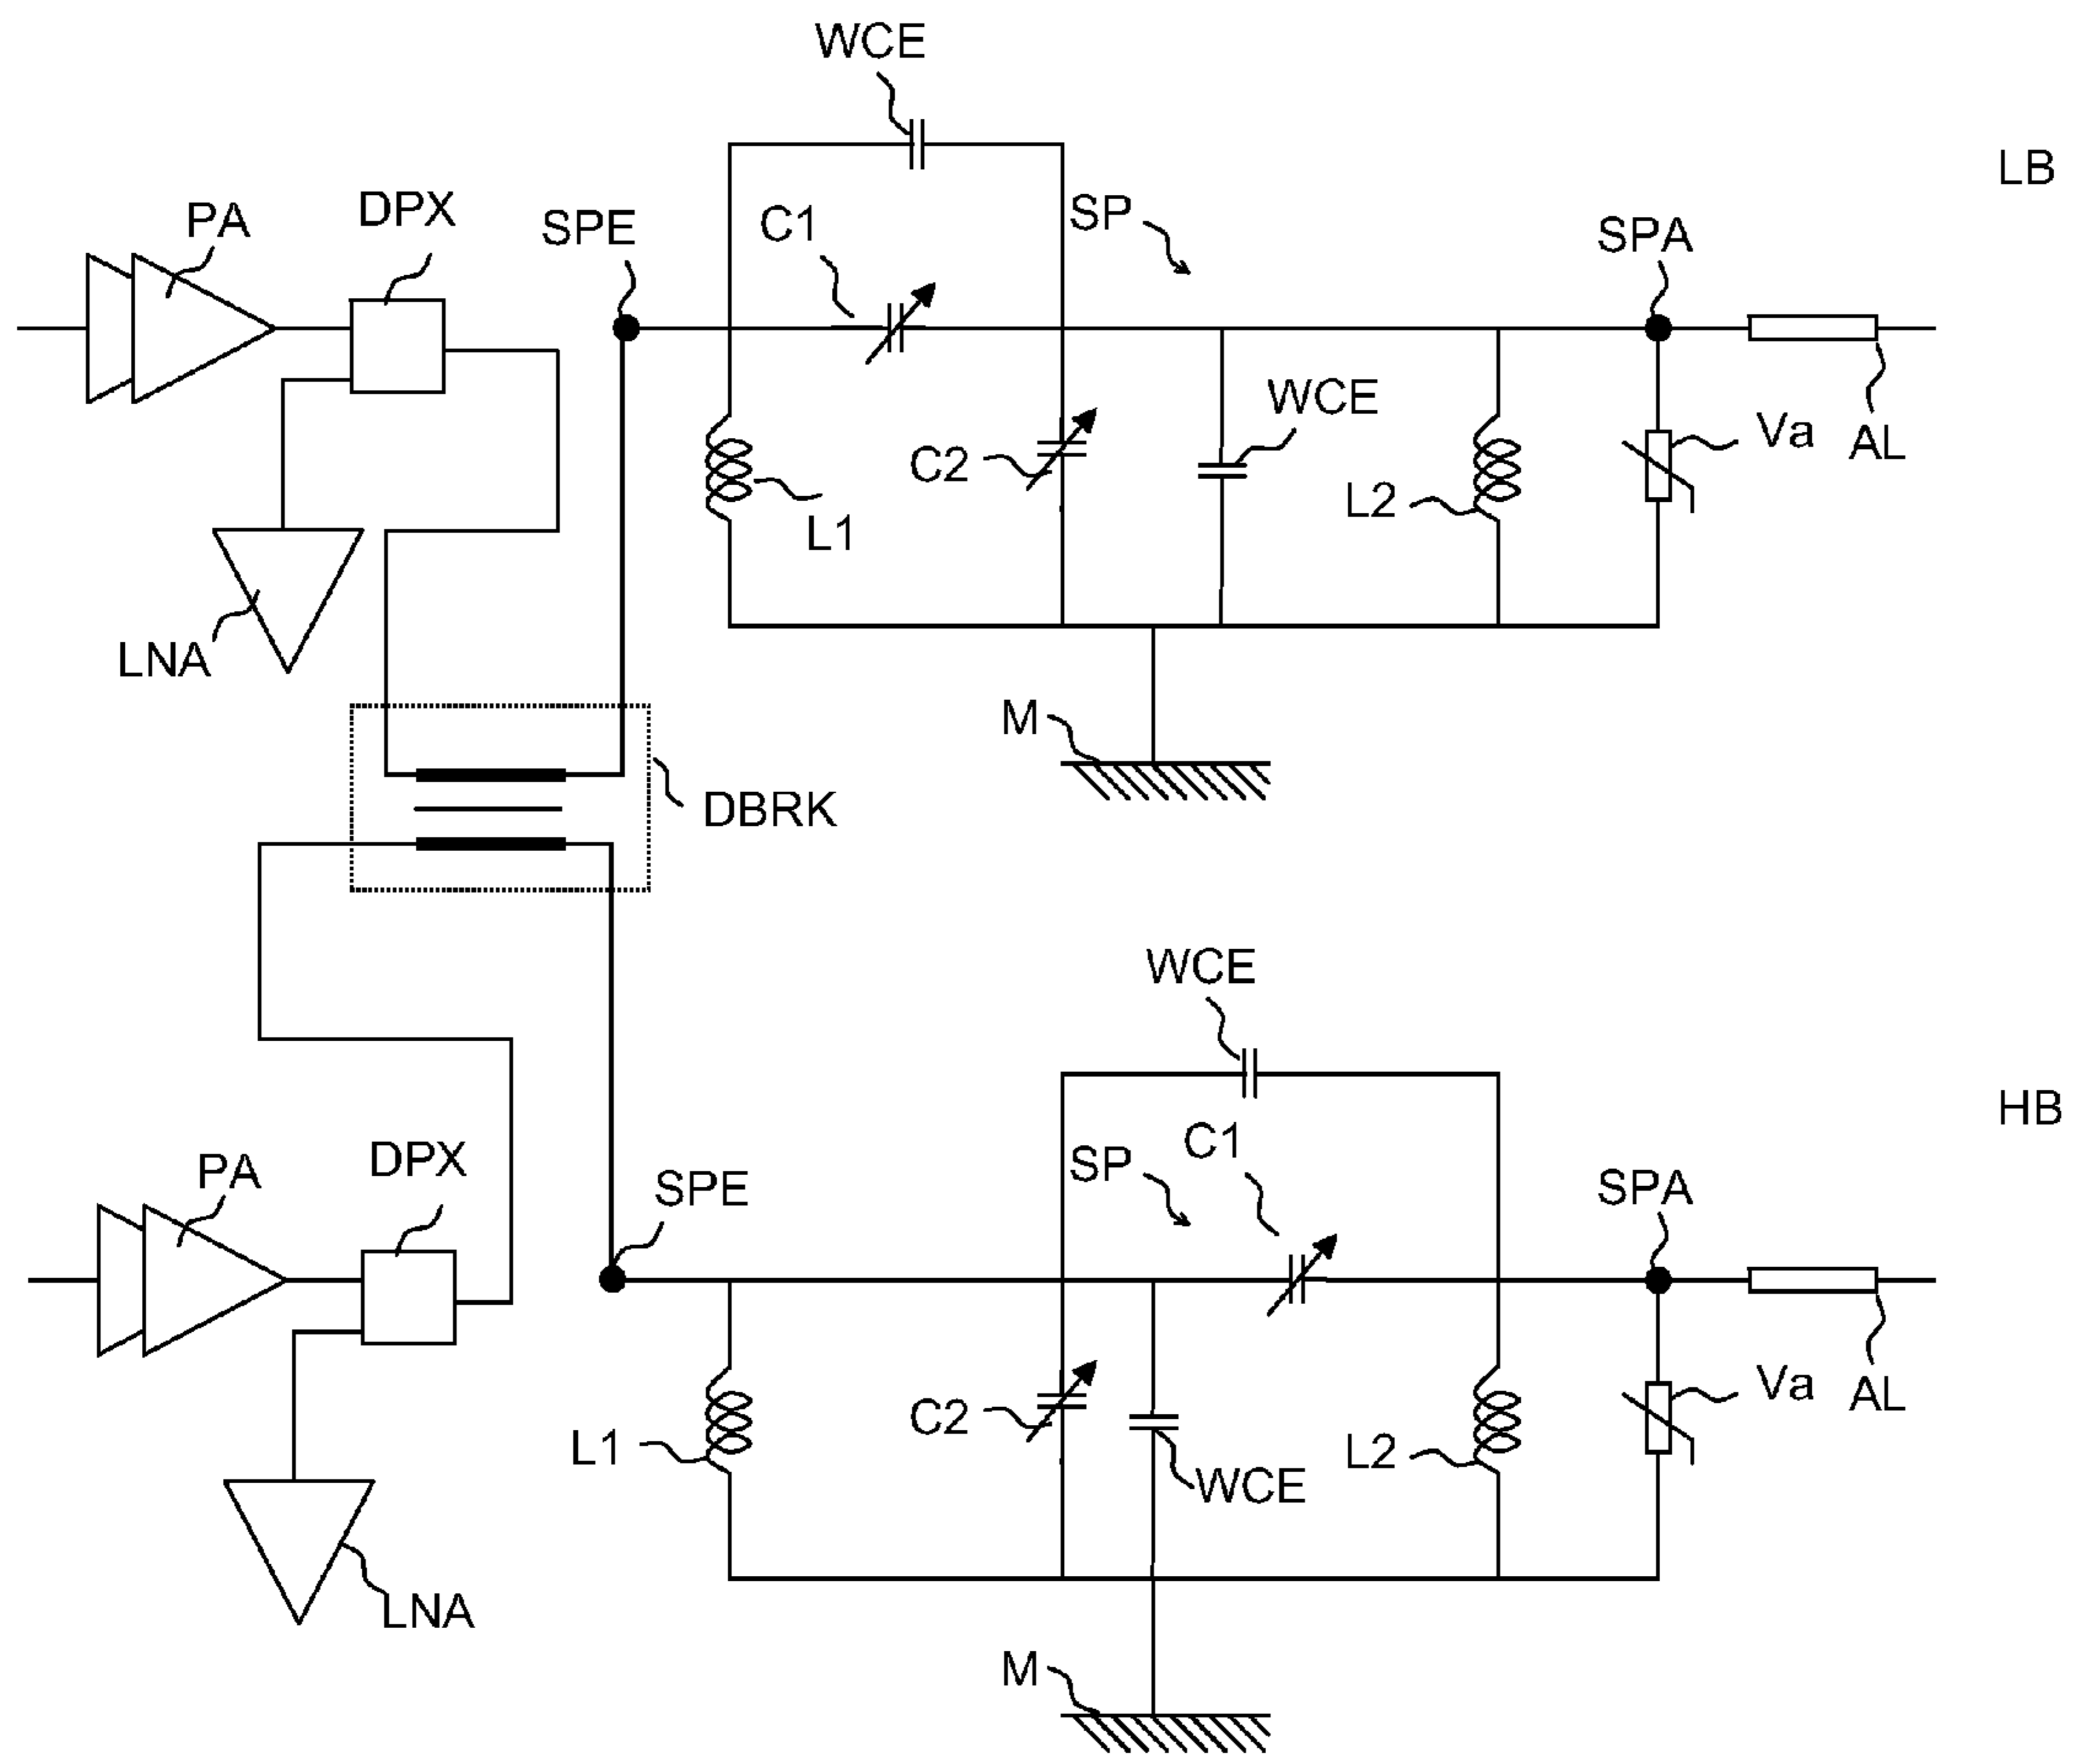 WCE
LB
DPX
PA
SPE
C1
SP
SPA
WCE
Va
AL
C2
L2
L1
LNA
M
DBRK
WCE
HB
C1
DPX
PA
SP
SPE
SPA
Va
AL
C2
L1
L2
WCE
LNA
M